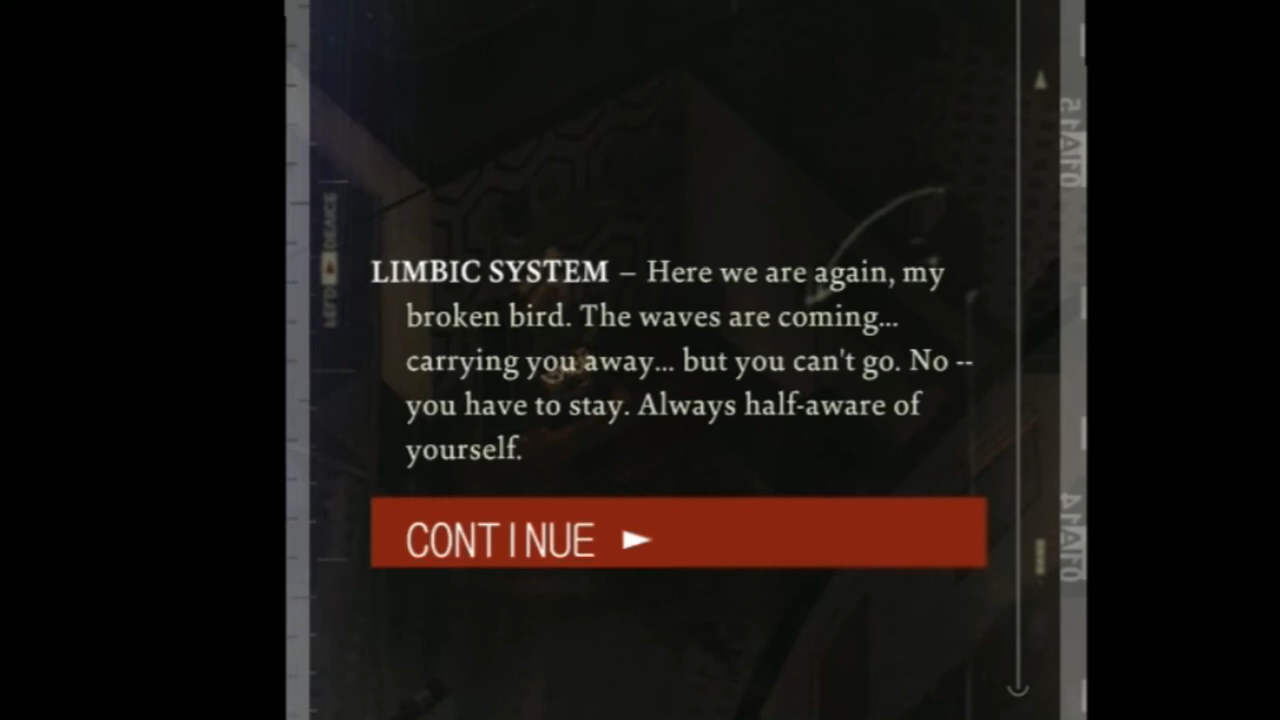 LIMBIC SYSTEM – Here we are again, my
broken bird. The waves are coming...
carrying you away... but you can't go. No --
you have to stay. Always half-aware of
yourself.
CONTINUE